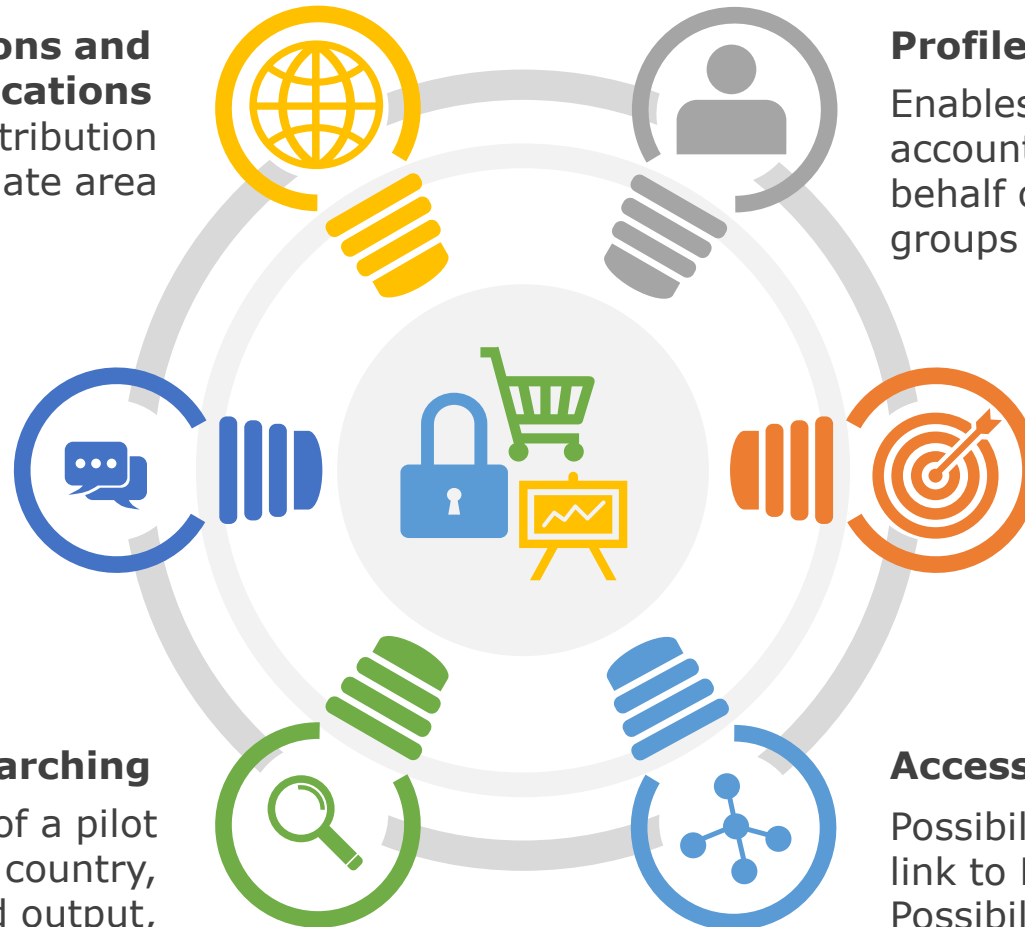 ons and
ications
tribution
ate area
Profile
Enables
account
behalf o
groups
arching
of a pilot
country,
d output,
Access
Possibil
link to
Possibil